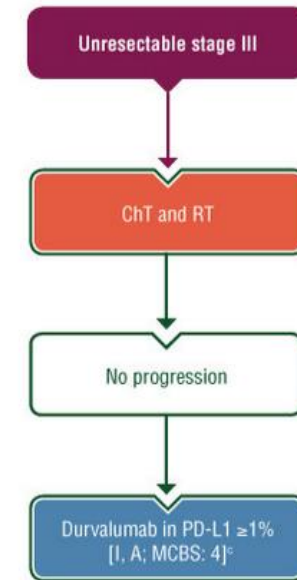 Unresectable stage III
ChT and RT
No progression
Durvalumab in PD-L1 ≥1%
[I, A; MCBS: 4]ᶜ